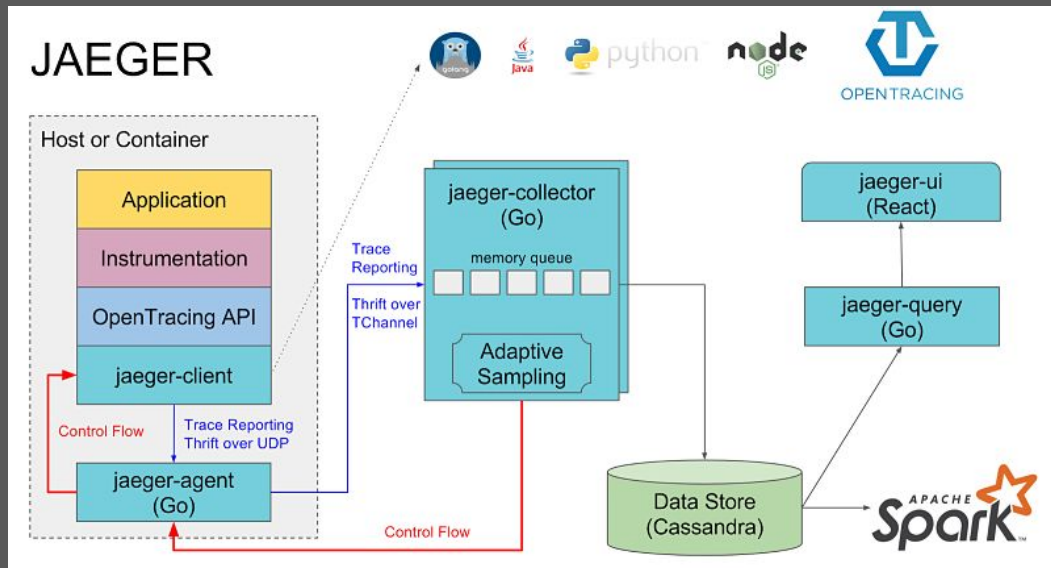 JAEGER
golang
Java
python
node
JS
OPENTRACING
Host or Container
Application
Instrumentation
OpenTracing API
jaeger-client
Control Flow
Trace Reporting
Thrift over UDP
jaeger-agent
(Go)
Trace
Reporting
Thrift over
TChannel
jaeger-collector
(Go)
memory queue
Adaptive
Sampling
Control Flow
jaeger-ui
(React)
jaeger-query
(Go)
Data Store
(Cassandra)
APACHE
Spark